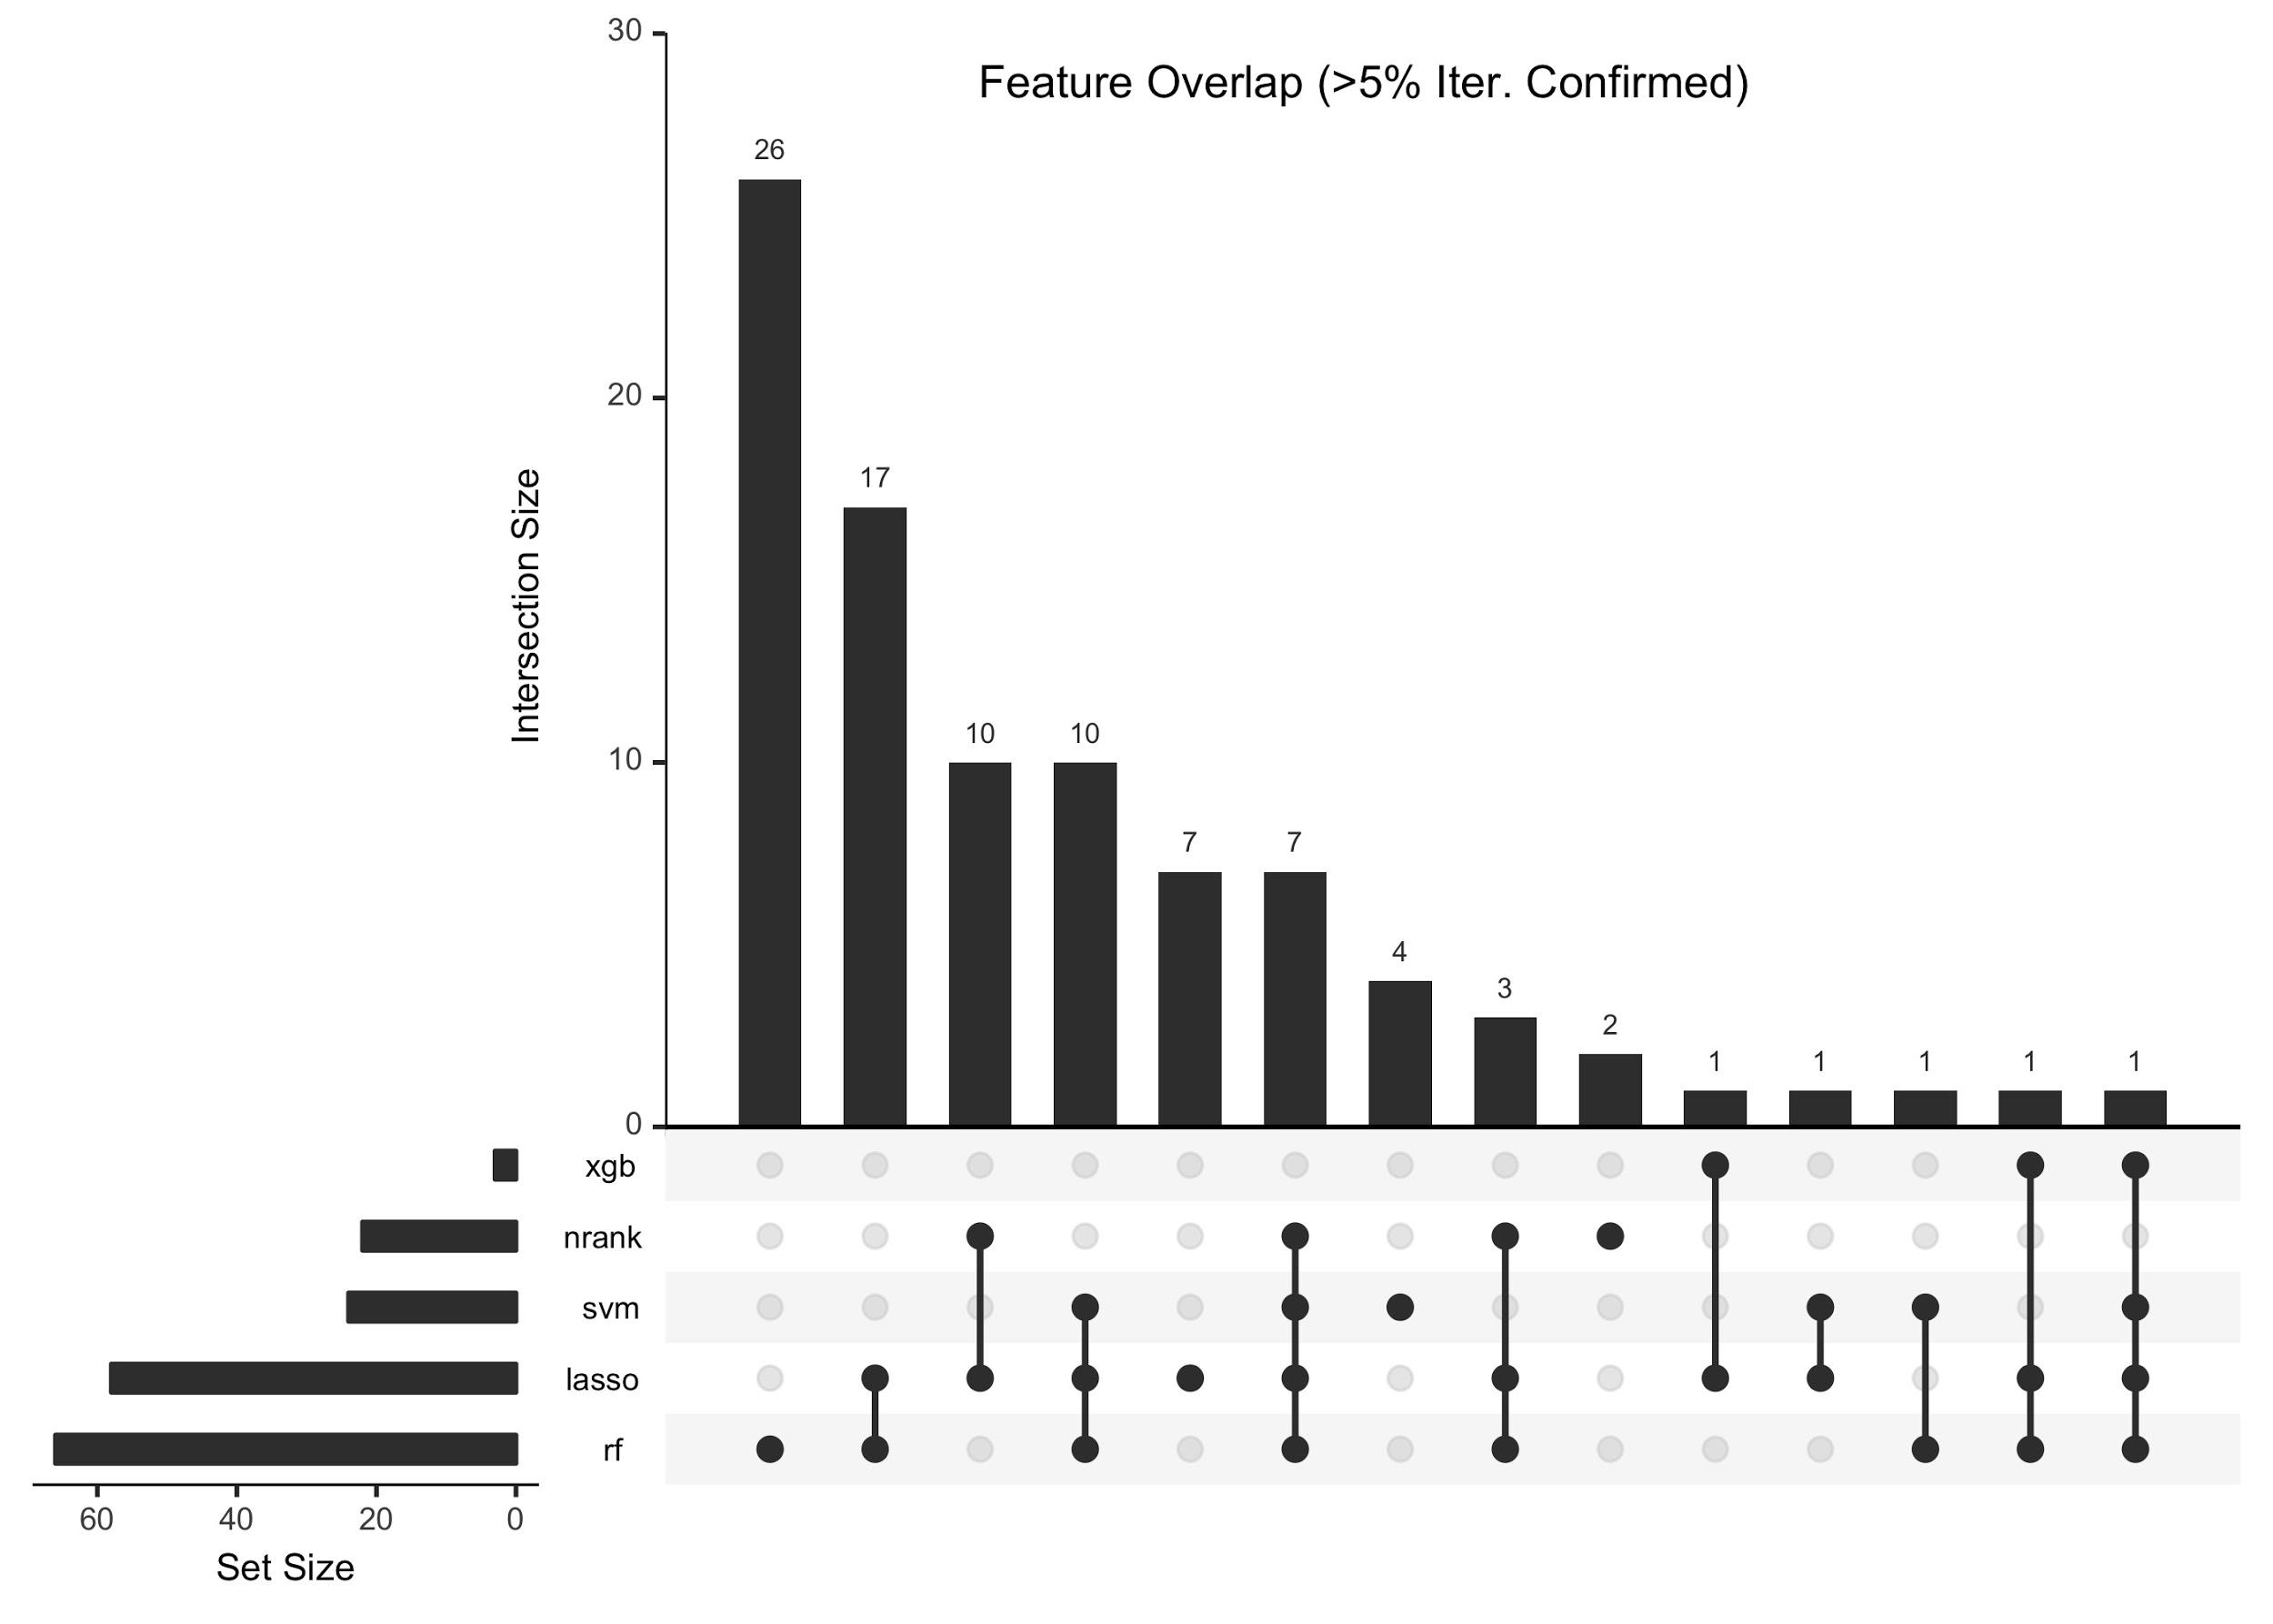 Feature Overlap (>5% Iter. Confirmed)
30
20
10
0
Intersection Size
26
17
10
10
7
7
4
3
2
1
1
1
1
1
xgb
nrank
svm
lasso
rf
60 40 20 0
Set Size